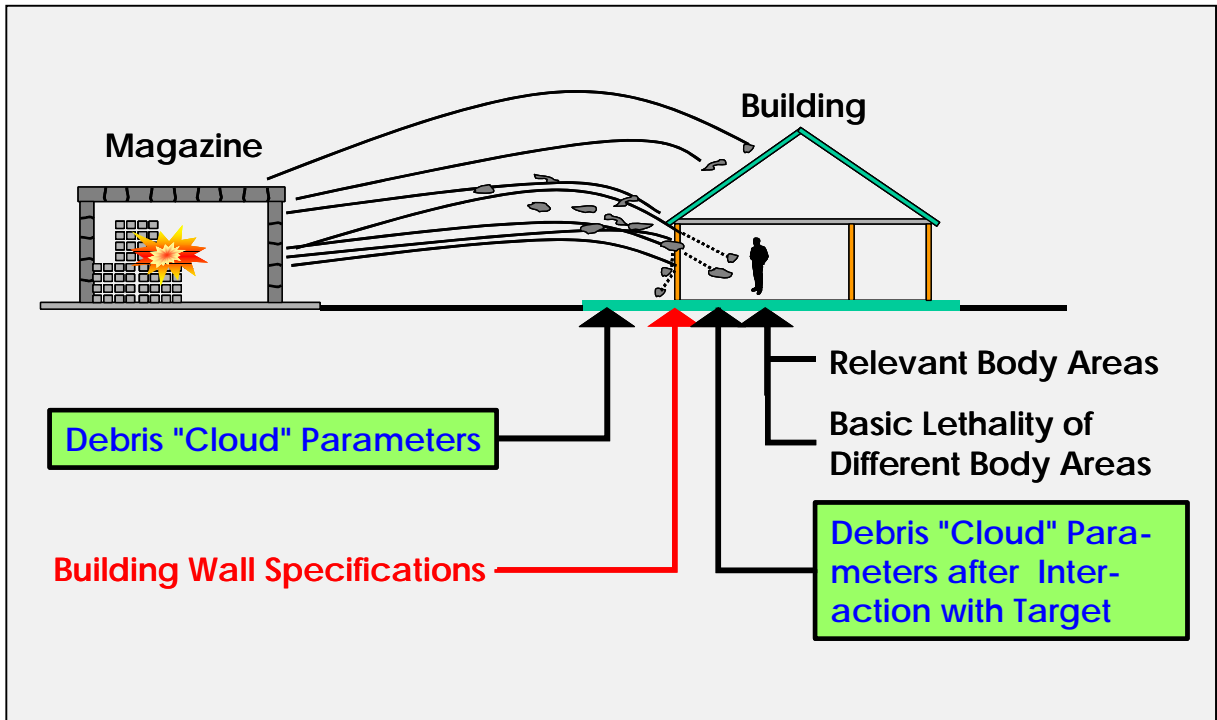 Building
Magazine
Relevant Body Areas
Debris "Cloud" Parameters
Basic Lethality of
Different Body Areas
Building Wall Specifications
Debris "Cloud" Para-
meters after Inter-
action with Target